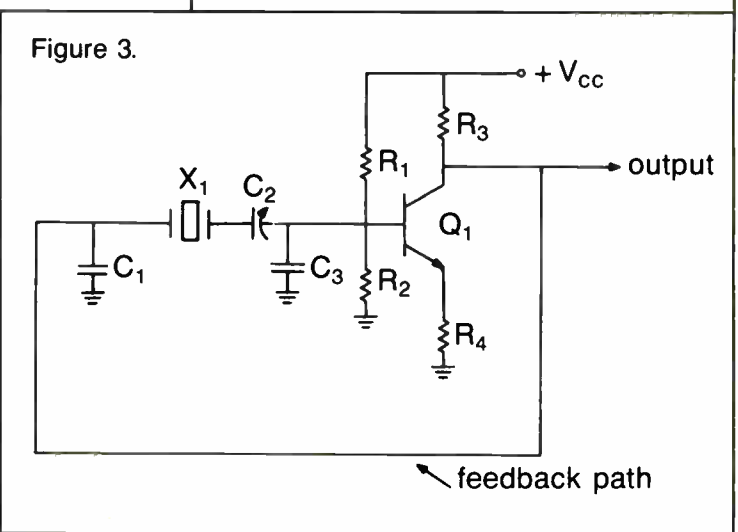 Figure 3.
+ Vcc
R3
R1
output
X1
C2
Q1
C1
C3
R2
R4
feedback path